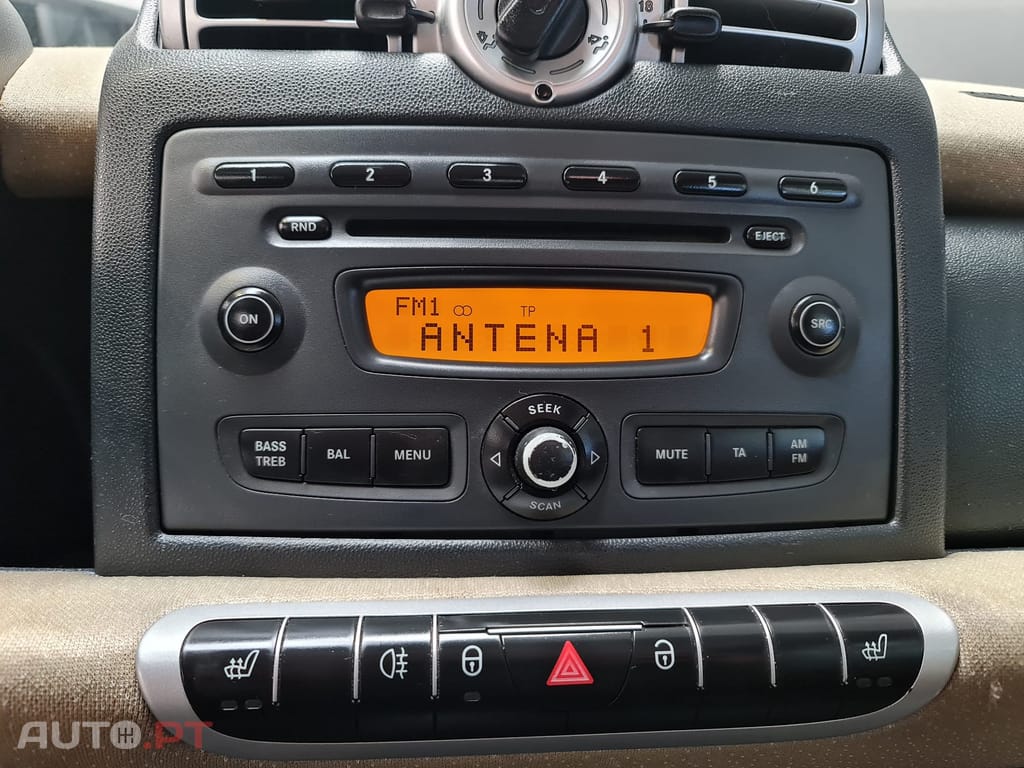 18
1 2 3 4 5 6
RND EJECT
ON SRC
FM1 TP
ANTENA 1
SEEK
BASS TREB BAL MENU MUTE TA AM FM
SCAN
AUTO.PT